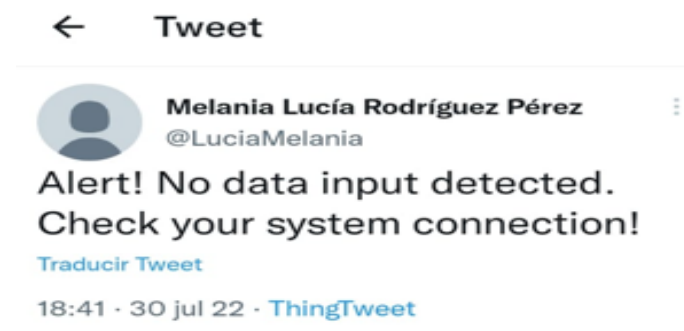 Tweet
Melania Lucía Rodríguez Pérez
@LuciaMelania
Alert! No data input detected.
Check your system connection!
Traducir Tweet
18:41 · 30 jul 22 · ThingTweet